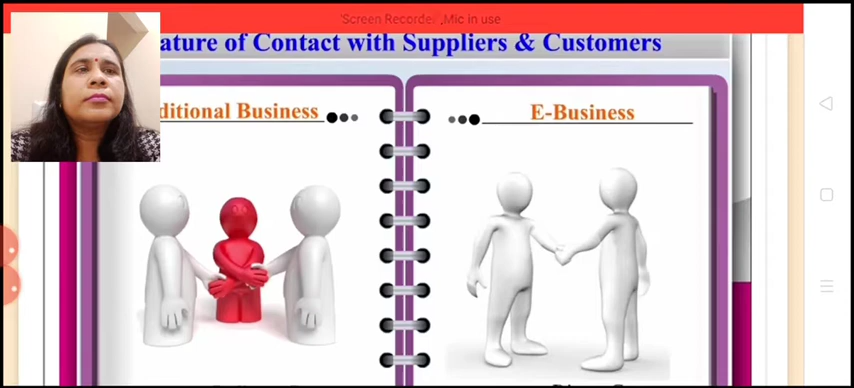 'Screen Recorder' ,Mic in use
ature of Contact with Suppliers & Customers
ditional Business
E-Business